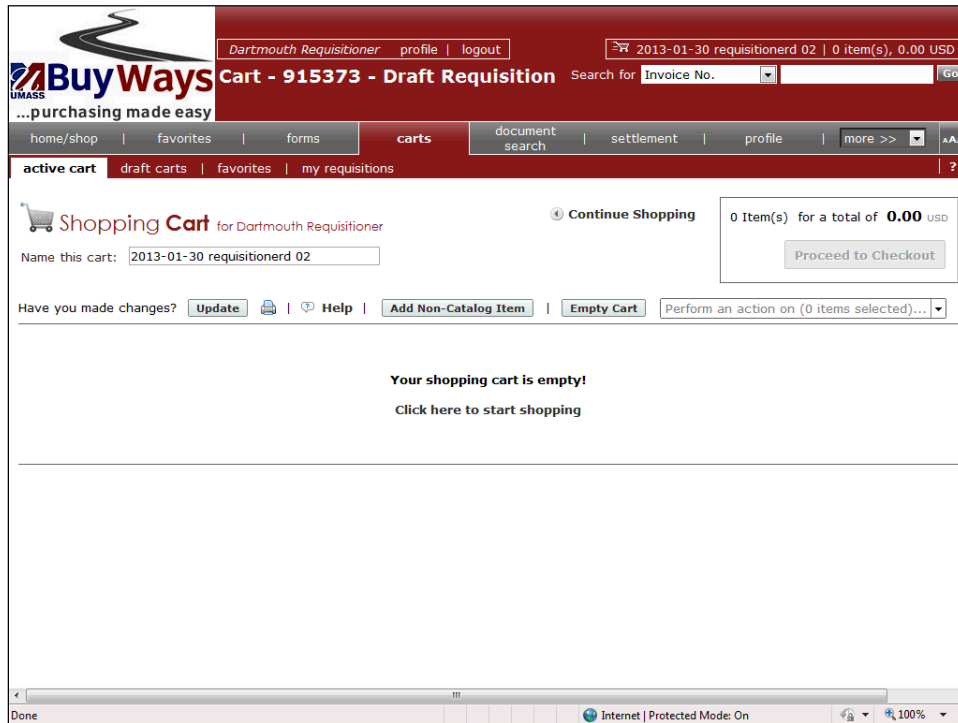 Dartmouth Requisitioner profile | logout
2013-01-30 requisitionerd 02 | 0 item(s), 0.00 USD
UMASS
BuyWays
...purchasing made easy
Cart - 915373 - Draft Requisition
Search for Invoice No.
Go
home/shop | favorites | forms carts document search | settlement | profile | more >>
active cart draft carts | favorites | my requisitions | ?
Shopping Cart for Dartmouth Requisitioner
Continue Shopping
0 Item(s) for a total of 0.00 USD
Name this cart: 2013-01-30 requisitionerd 02
Proceed to Checkout
Have you made changes? Update | Help | Add Non-Catalog Item | Empty Cart Perform an action on (0 items selected)...
Your shopping cart is empty!
Click here to start shopping
Done
Internet | Protected Mode: On
100%